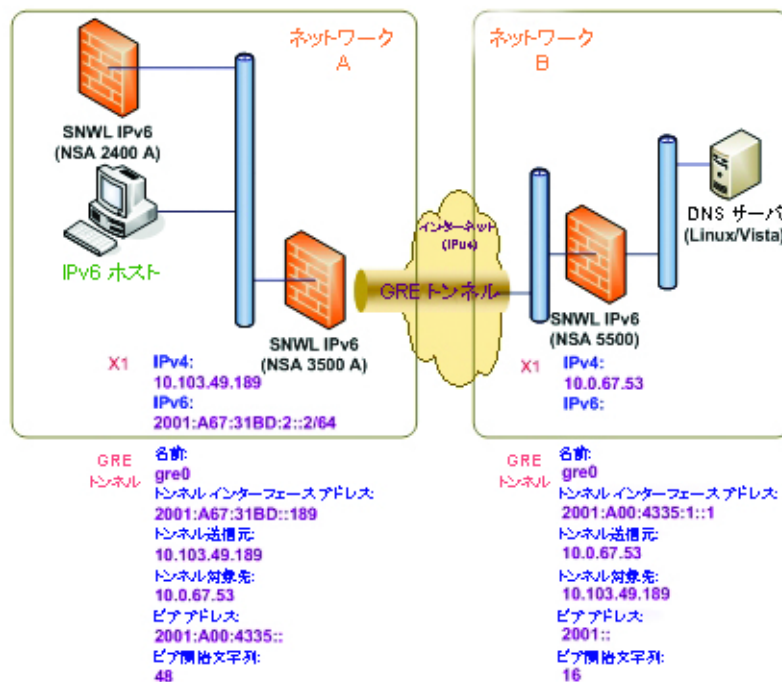 ネットワーク
A
ネットワーク
B
SNWL IPv6
(NSA 2400 A)
IPv6 ホスト
SNWL IPv6
(NSA 3500 A)
インターネット
(IPv4)
GRE トンネル
SNWL IPv6
(NSA 5500)
DNS サーバ
(Linux/Vista)
X1
IPv4:
10.103.49.189
IPv6:
2001:A67:31BD:2::2/64
X1
IPv4:
10.0.67.53
IPv6:
GRE
トンネル
名前:
gre0
トンネル インターフェース アドレス:
2001:A67:31BD::189
トンネル送信元:
10.103.49.189
トンネル対象先:
10.0.67.53
ピア アドレス:
2001:A00:4335::
ピア開始文字列:
48
GRE
トンネル
名前:
gre0
トンネル インターフェース アドレス:
2001:A00:4335:1::1
トンネル送信元:
10.0.67.53
トンネル対象先:
10.103.49.189
ピア アドレス:
2001::
ピア開始文字列:
16